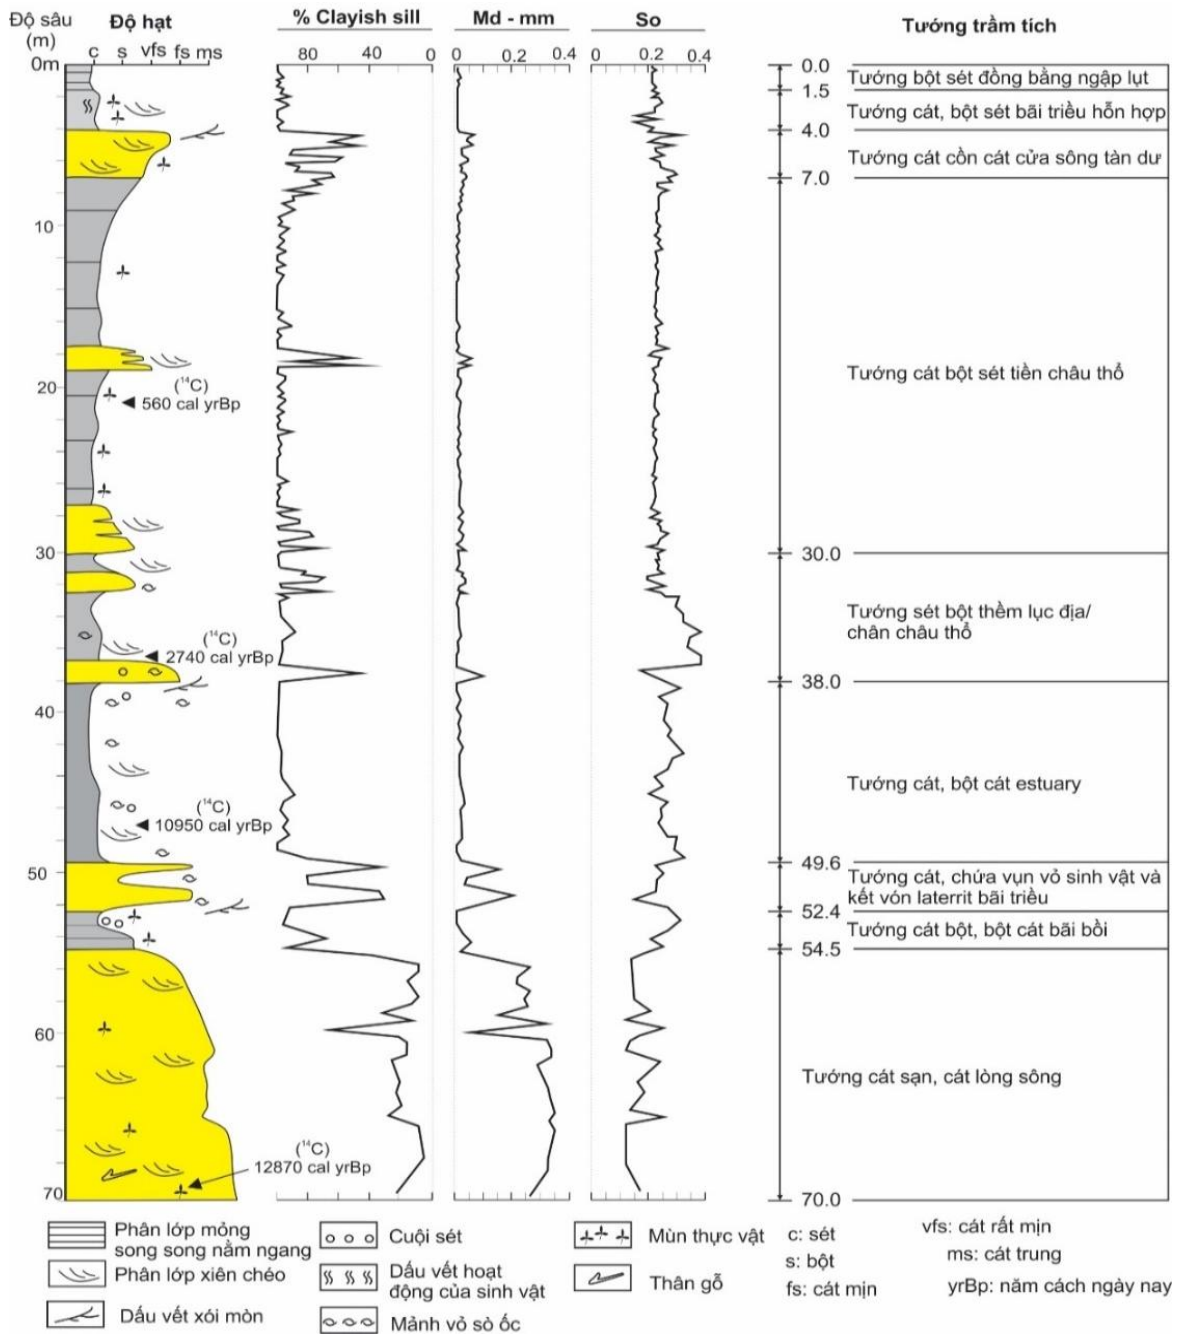 Độ sâu
(m)
Độ hạt
% Clayish sill
Md - mm
So
Tướng trầm tích
c s vfs fs ms
80 40 0
0 0.2 0.4
0 0.2 0.4
0m
10
20
30
40
50
60
70
(¹⁴C)
560 cal yrBp
(¹⁴C)
2740 cal yrBp
(¹⁴C)
10950 cal yrBp
(¹⁴C)
12870 cal yrBp
0.0
Tướng bột sét đồng bằng ngập lụt
1.5
Tướng cát, bột sét bãi triều hỗn hợp
4.0
Tướng cát cồn cát cửa sông tàn dư
7.0
Tướng cát bột sét tiền châu thổ
30.0
Tướng sét bột thềm lục địa/
chân châu thổ
38.0
Tướng cát, bột cát estuary
49.6
Tướng cát, chứa vụn vỏ sinh vật và
kết vón laterrit bãi triều
52.4
Tướng cát bột, bột cát bãi bồi
54.5
Tướng cát sạn, cát lòng sông
70.0
Phân lớp mỏng
song song nằm ngang
Phân lớp xiên chéo
Dấu vết xói mòn
Cuội sét
Dấu vết hoạt
động của sinh vật
Mảnh vỏ sò ốc
Mùn thực vật
Thân gỗ
c: sét
s: bột
fs: cát mịn
vfs: cát rất mịn
ms: cát trung
yrBp: năm cách ngày nay